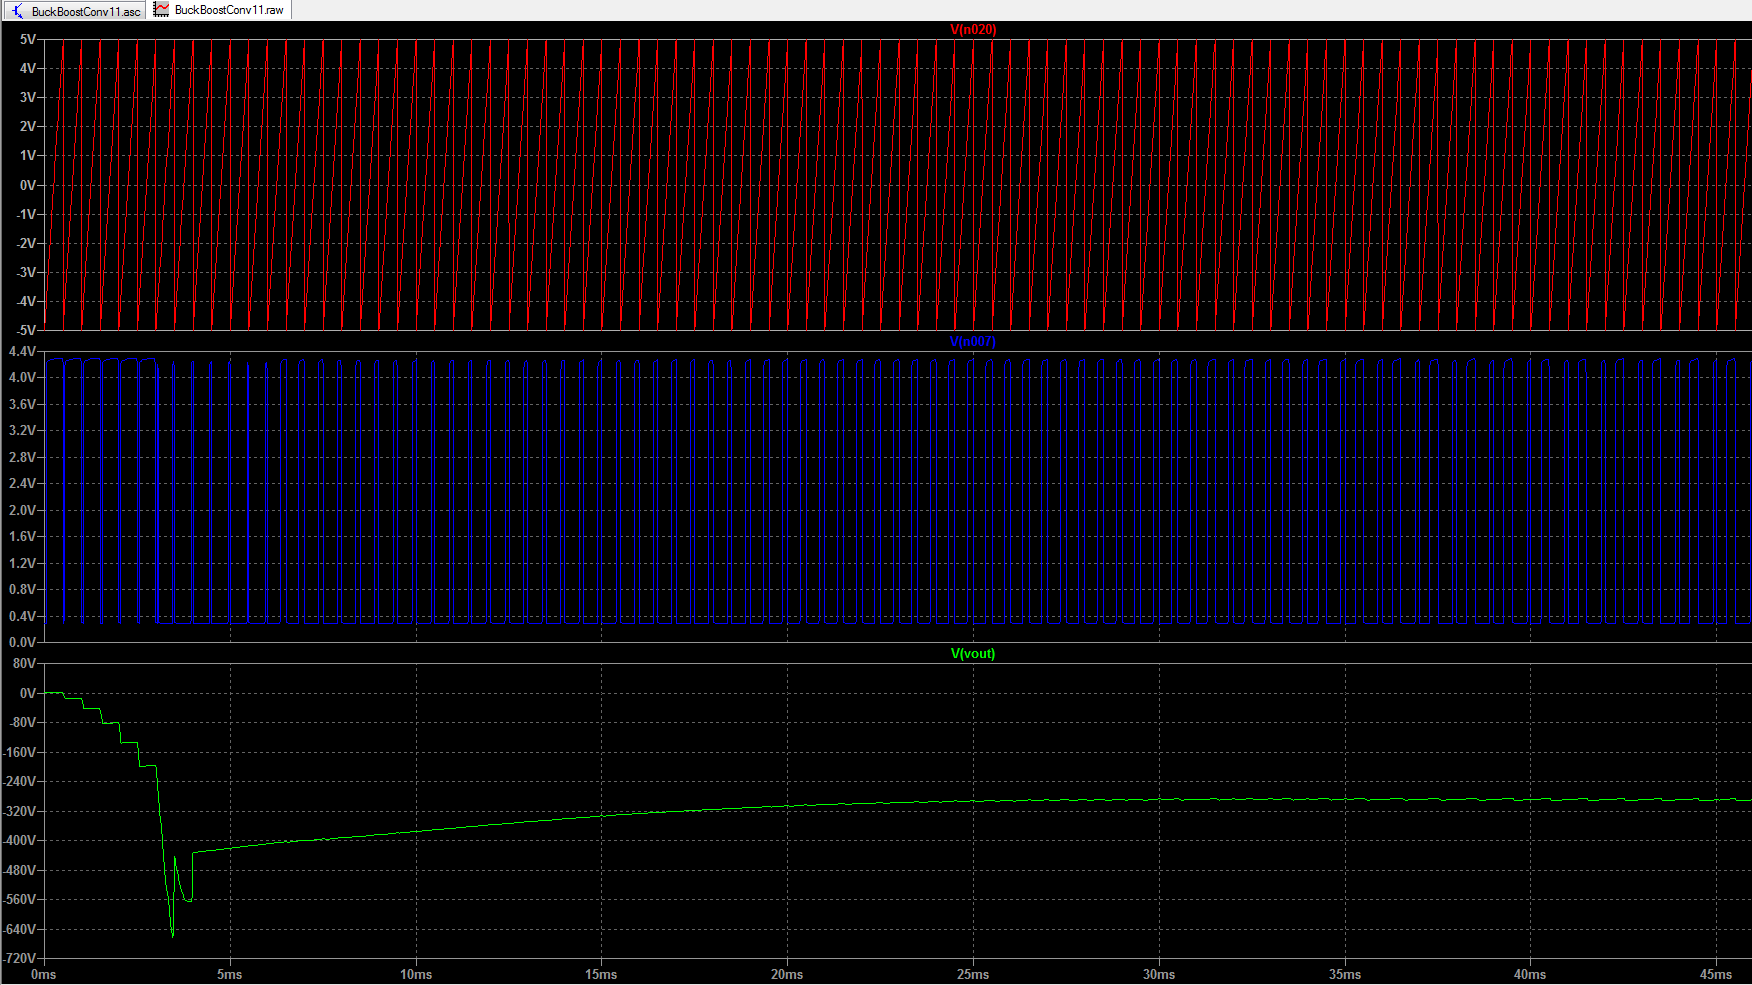 BuckBoostConv11.asc BuckBoostConv11.raw
V(n020)
5V
4V
3V
2V
1V
0V
-1V
-2V
-3V
-4V
-5V
V(n007)
4.4V
4.0V
3.6V
3.2V
2.8V
2.4V
2.0V
1.6V
1.2V
0.8V
0.4V
0.0V
V(vout)
80V
0V
-80V
-160V
-240V
-320V
-400V
-480V
-560V
-640V
-720V
0ms 5ms 10ms 15ms 20ms 25ms 30ms 35ms 40ms 45ms